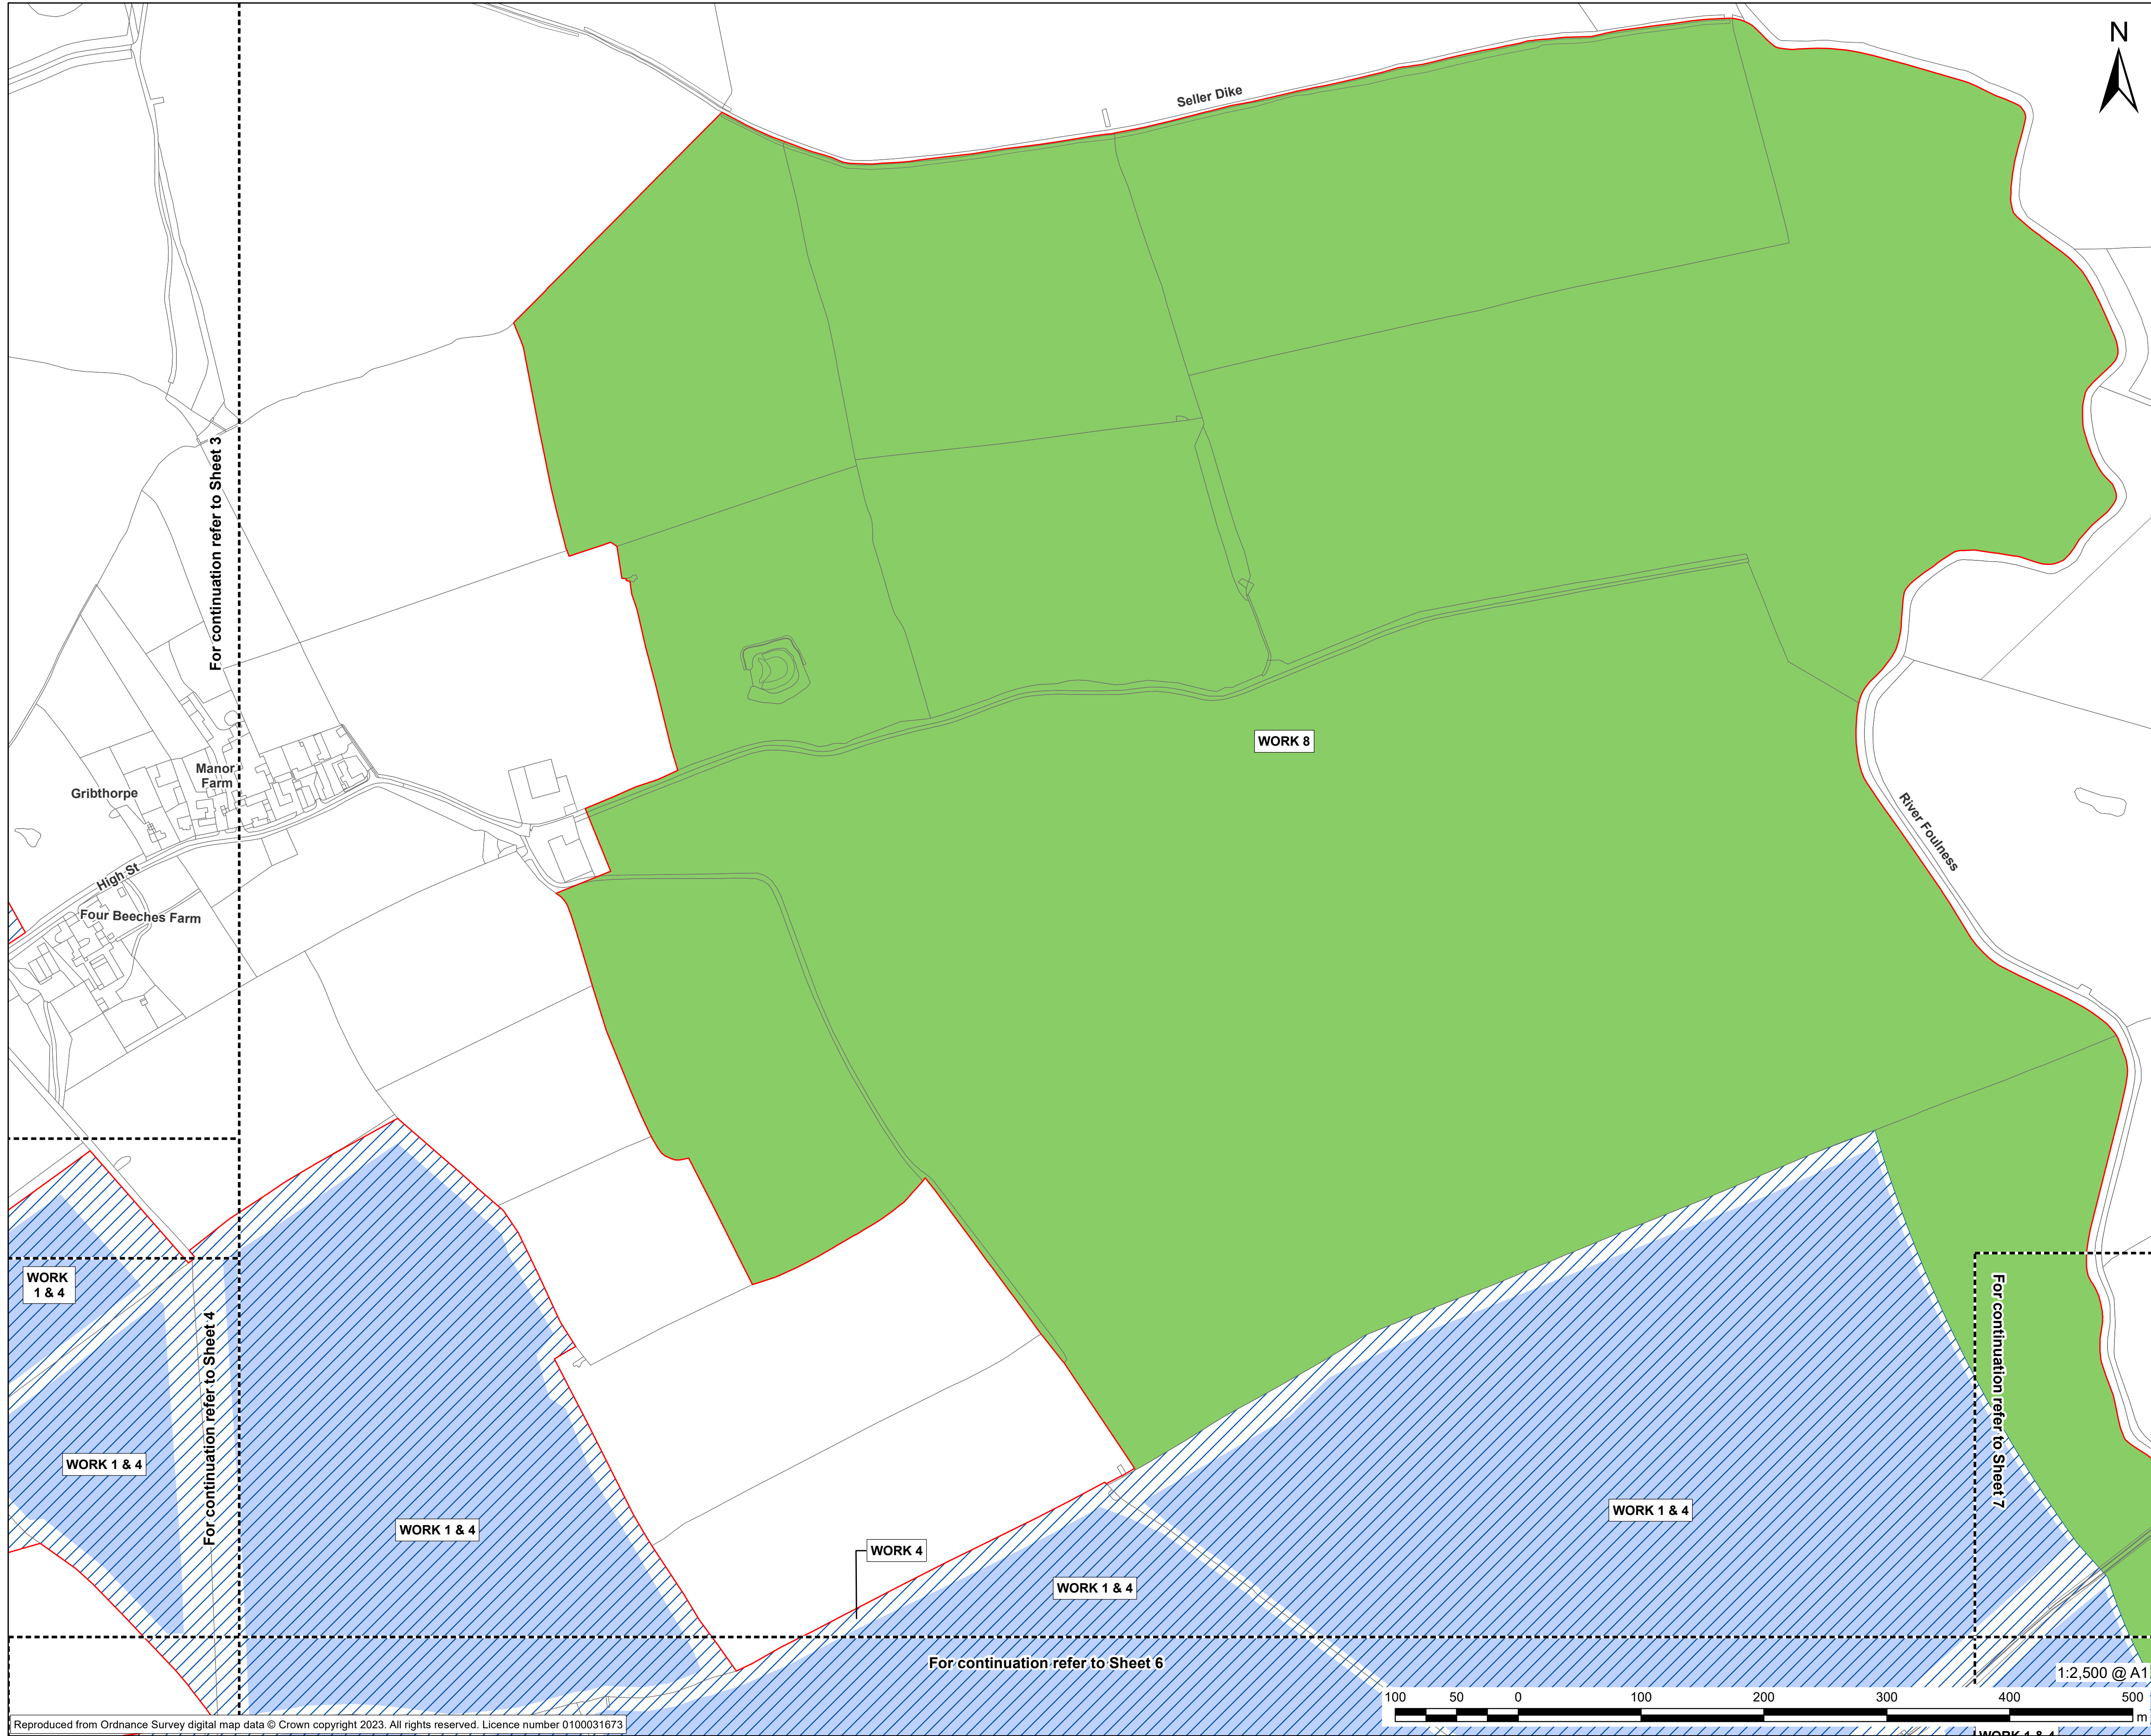 N
Seller Dike
For continuation refer to Sheet 3
WORK 8
Manor
Farm
Gribthorpe
River Foulness
High St
Four Beeches Farm
WORK
1 & 4
For continuation refer to Sheet 4
For continuation refer to Sheet 7
WORK 1 & 4
WORK 1 & 4
WORK 1 & 4
WORK 4
WORK 1 & 4
For continuation refer to Sheet 6
1:2,500 @ A1
100 50 0 100 200 300 400 500
m
Reproduced from Ordnance Survey digital map data © Crown copyright 2023. All rights reserved. Licence number 0100031673
WORK 1 & 4